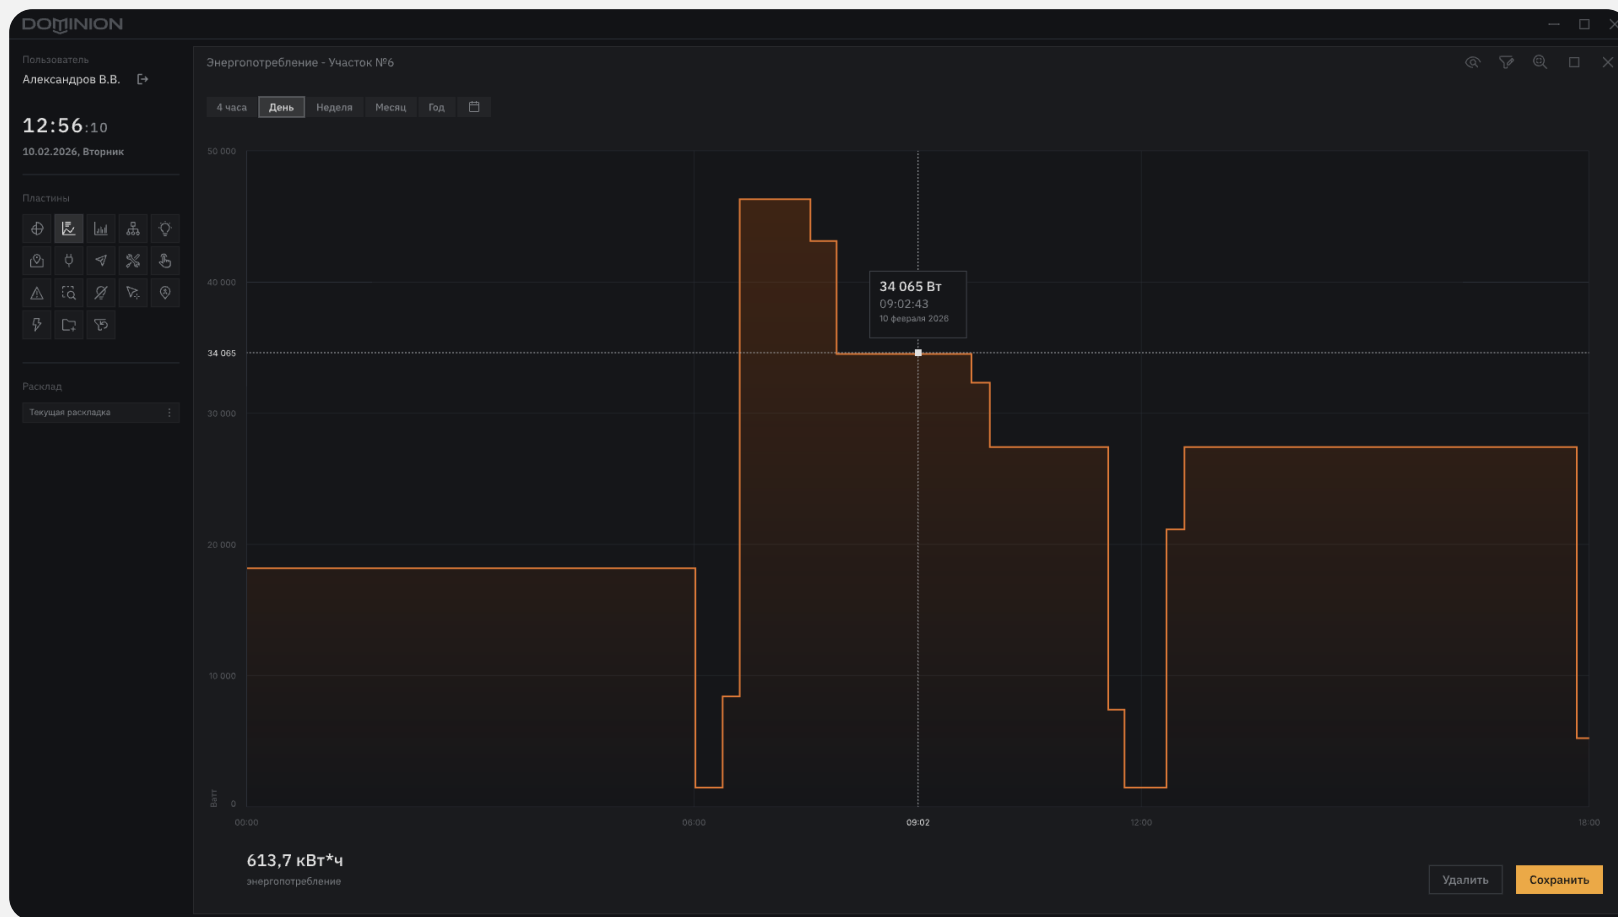 DOMINION
Пользователь
Александров В.В.
12:56:10
10.02.2026, Вторник
Пластины
Расклад
Текущая раскладка
Энергопотребление - Участок №6
4 часа День Неделя Месяц Год
50 000
40 000
34 065 Вт
09:02:43
10 февраля 2026
34 065
30 000
20 000
10 000
Ватт
0
00:00 06:00 09:02 12:00 18:00
613,7 кВт*ч
энергопотребление
Удалить Сохранить